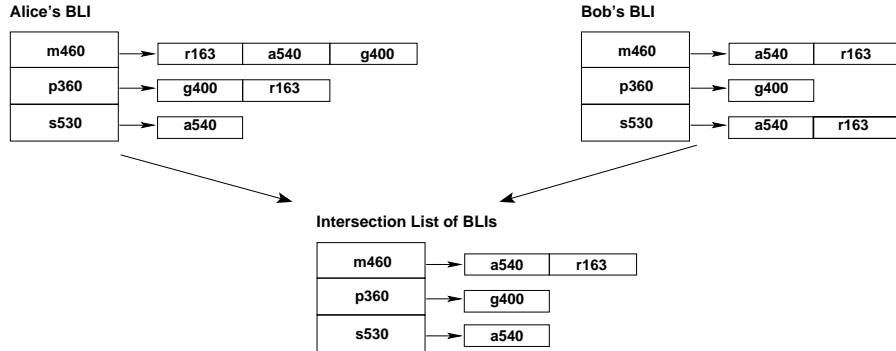 Alice's BLI
m460 r163 a540 g400
p360 g400 r163
s530 a540
Bob's BLI
m460 a540 r163
p360 g400
s530 a540 r163
Intersection List of BLIs
m460 a540 r163
p360 g400
s530 a540